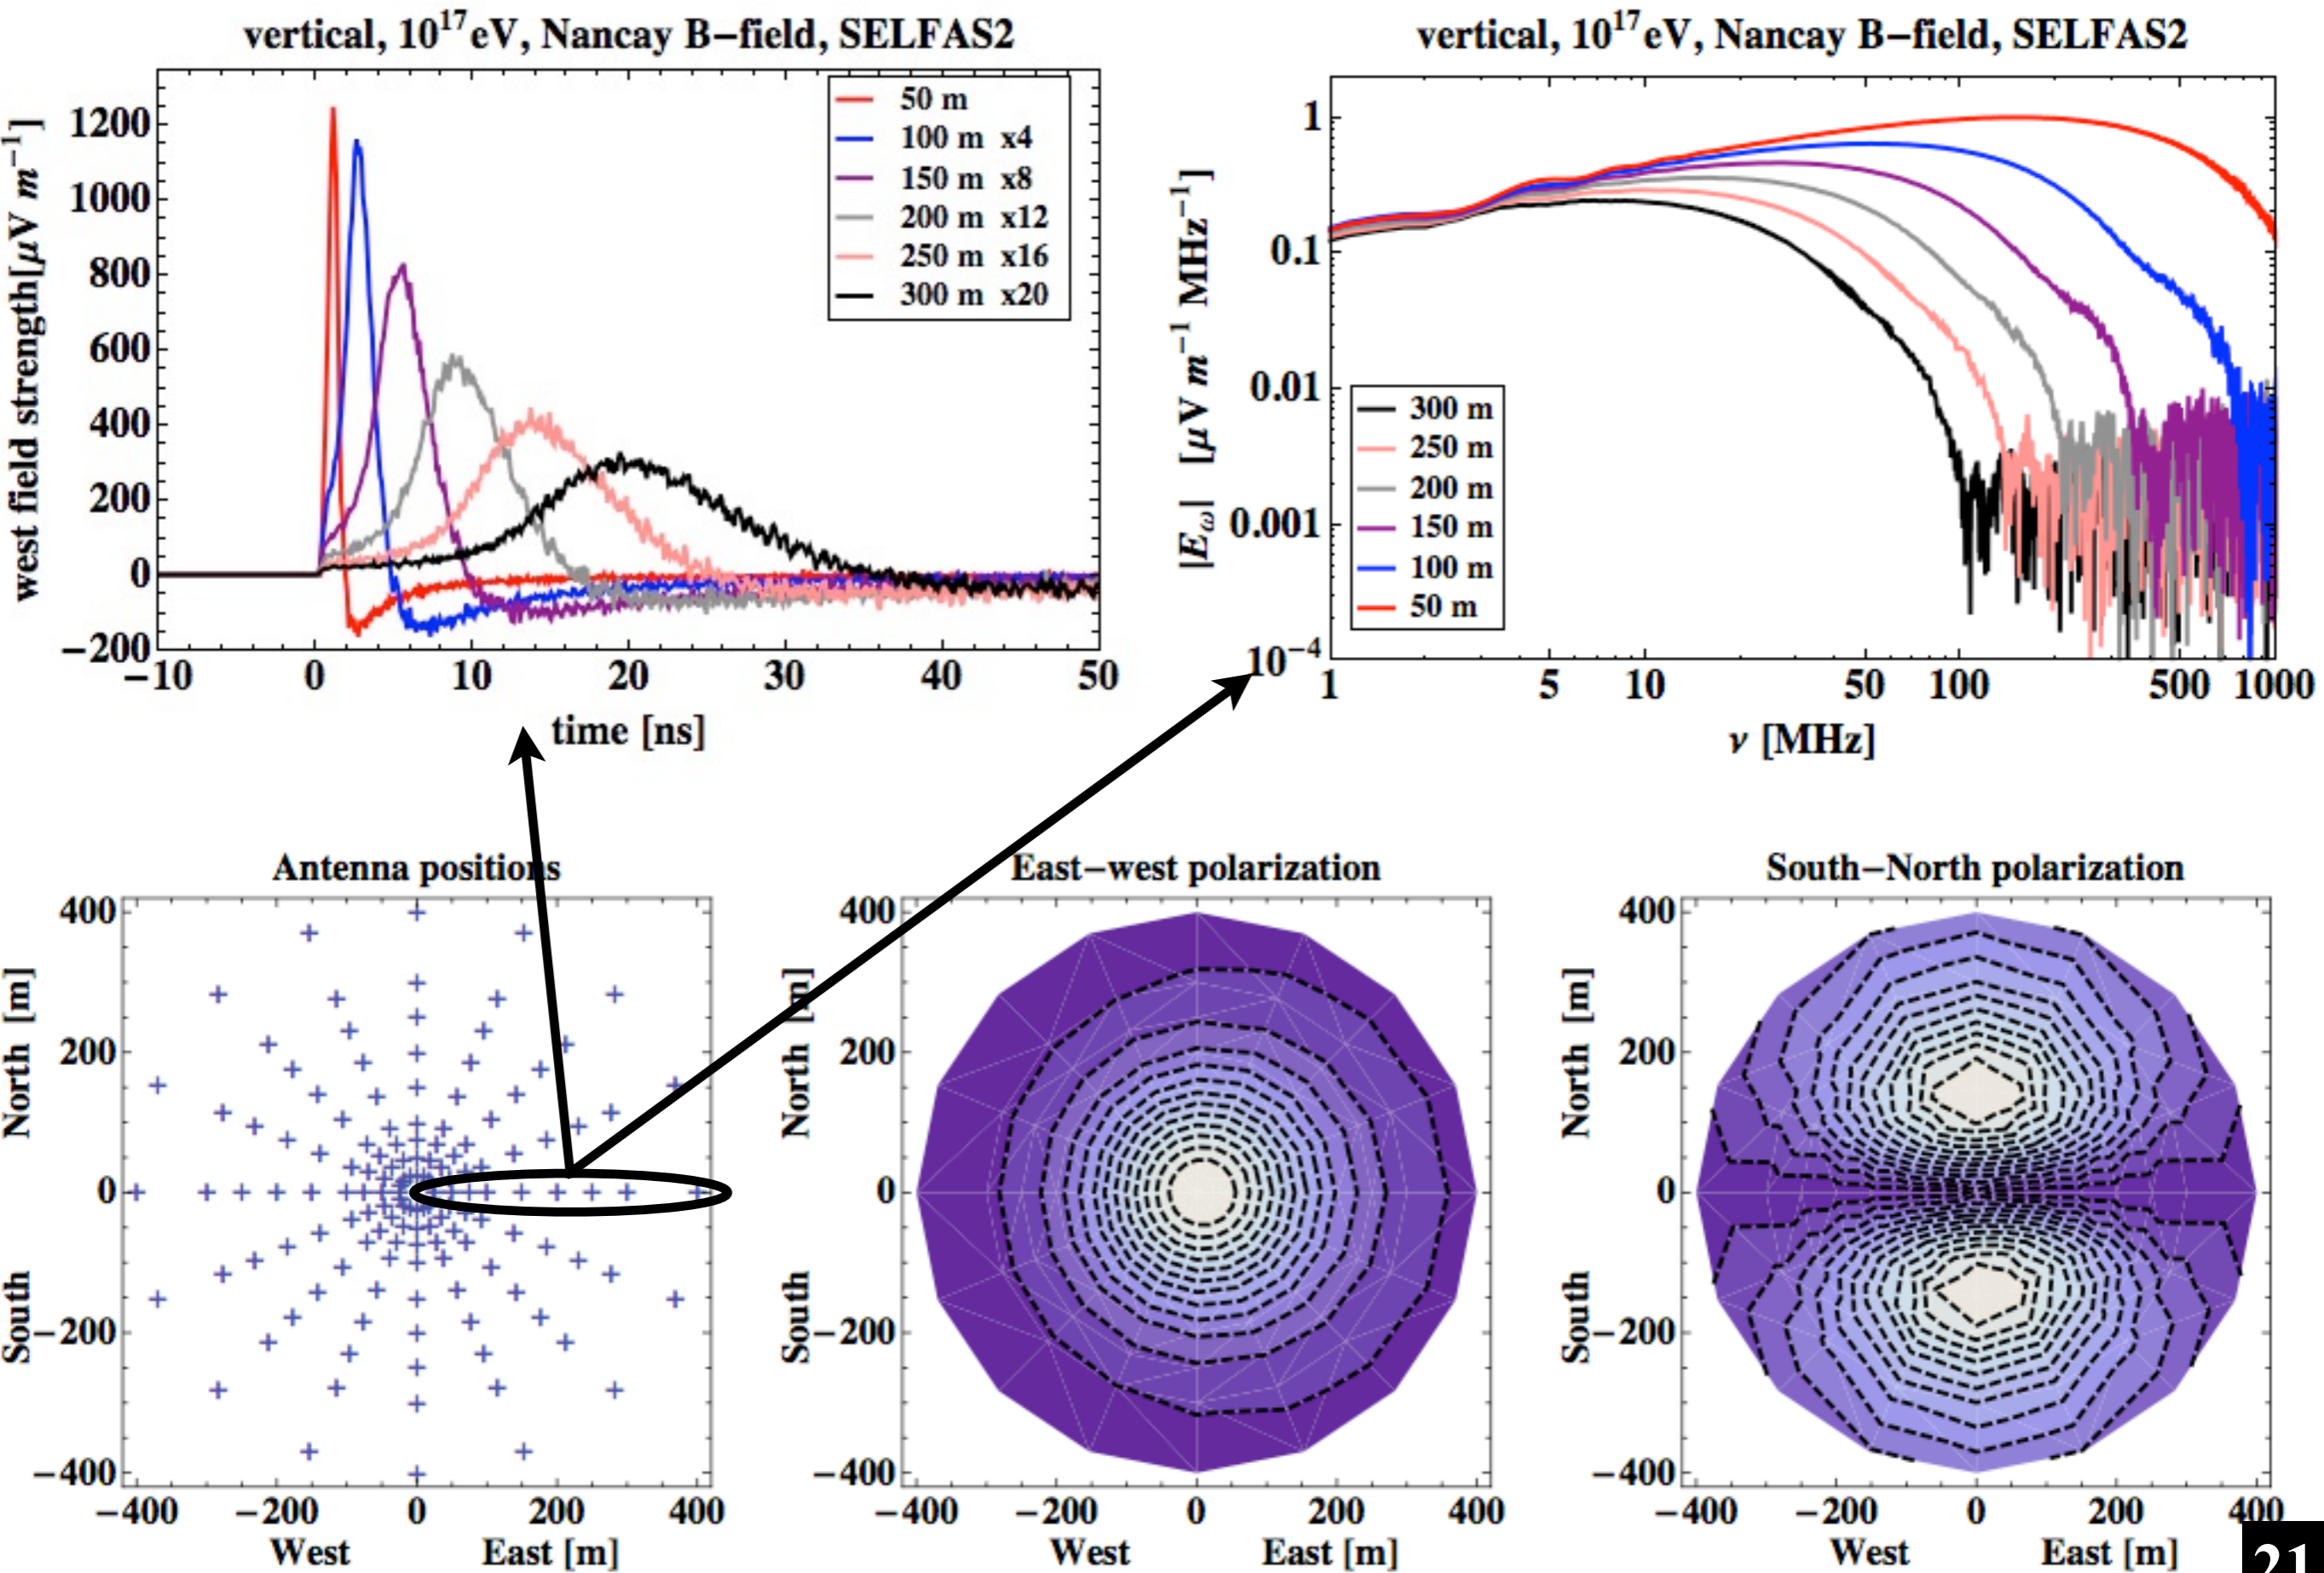 vertical, 10¹⁷eV, Nancay B−field, SELFAS2
west field strength[μV m⁻¹]
1200
1000
800
600
400
200
0
−200
−10 0 10 20 30 40 50
time [ns]
50 m
100 m x4
150 m x8
200 m x12
250 m x16
300 m x20
vertical, 10¹⁷eV, Nancay B−field, SELFAS2
|Eω| [μV m⁻¹ MHz⁻¹]
1
0.1
0.01
0.001
10⁻⁴
1 5 10 50 100 500 1000
ν [MHz]
300 m
250 m
200 m
150 m
100 m
50 m
Antenna positions
South North [m]
400
200
0
−200
−400
−400 −200 0 200 400
West East [m]
East−west polarization
South North [m]
400
200
0
−200
−400
−400 −200 0 200 400
West East [m]
South−North polarization
South North [m]
400
200
0
−200
−400
−400 −200 0 200 400
West East [m]
21